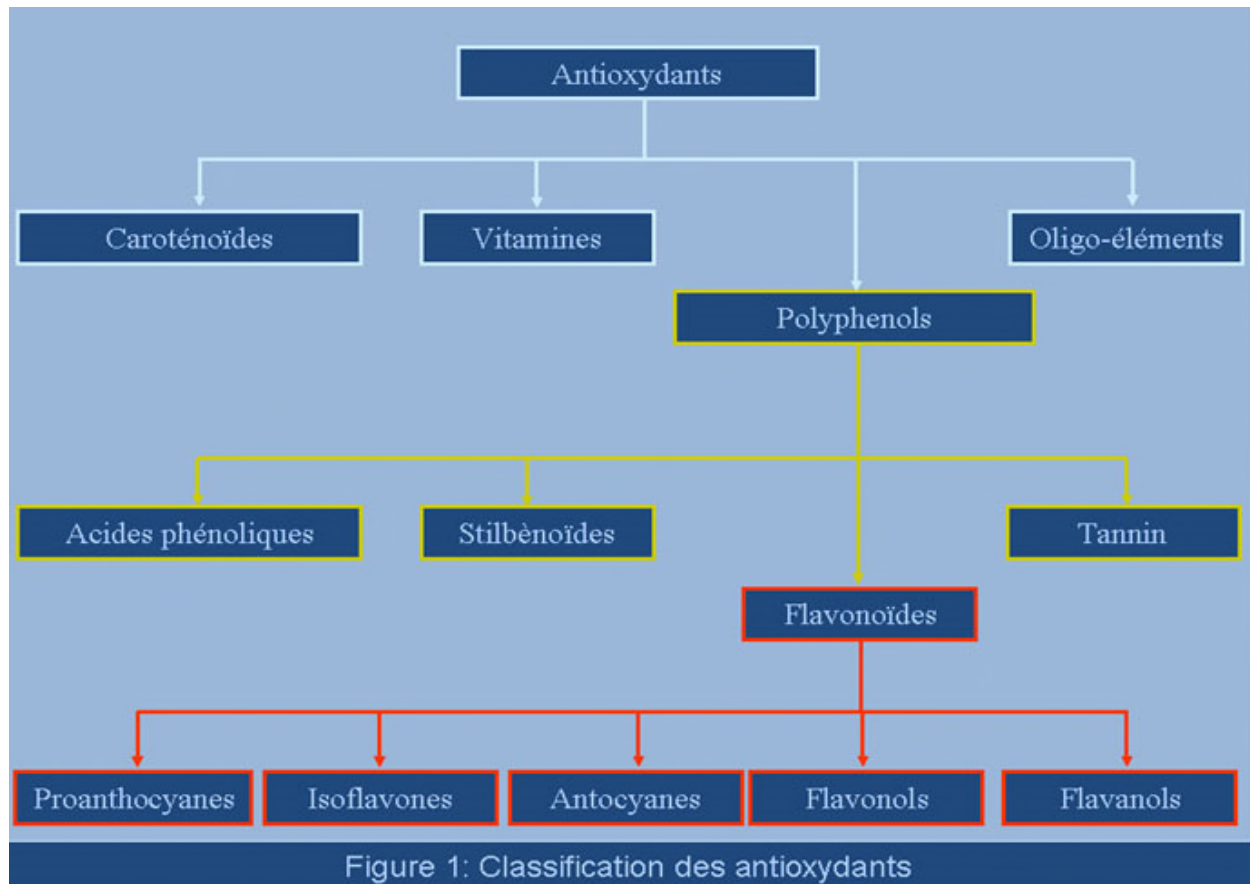 Antioxydants
Caroténoïdes
Vitamines
Oligo-éléments
Polyphenols
Acides phénoliques
Stilbènoïdes
Tannin
Flavonoïdes
Proanthocyanes
Isoflavones
Antocyanes
Flavonols
Flavanols
Figure 1: Classification des antioxydants